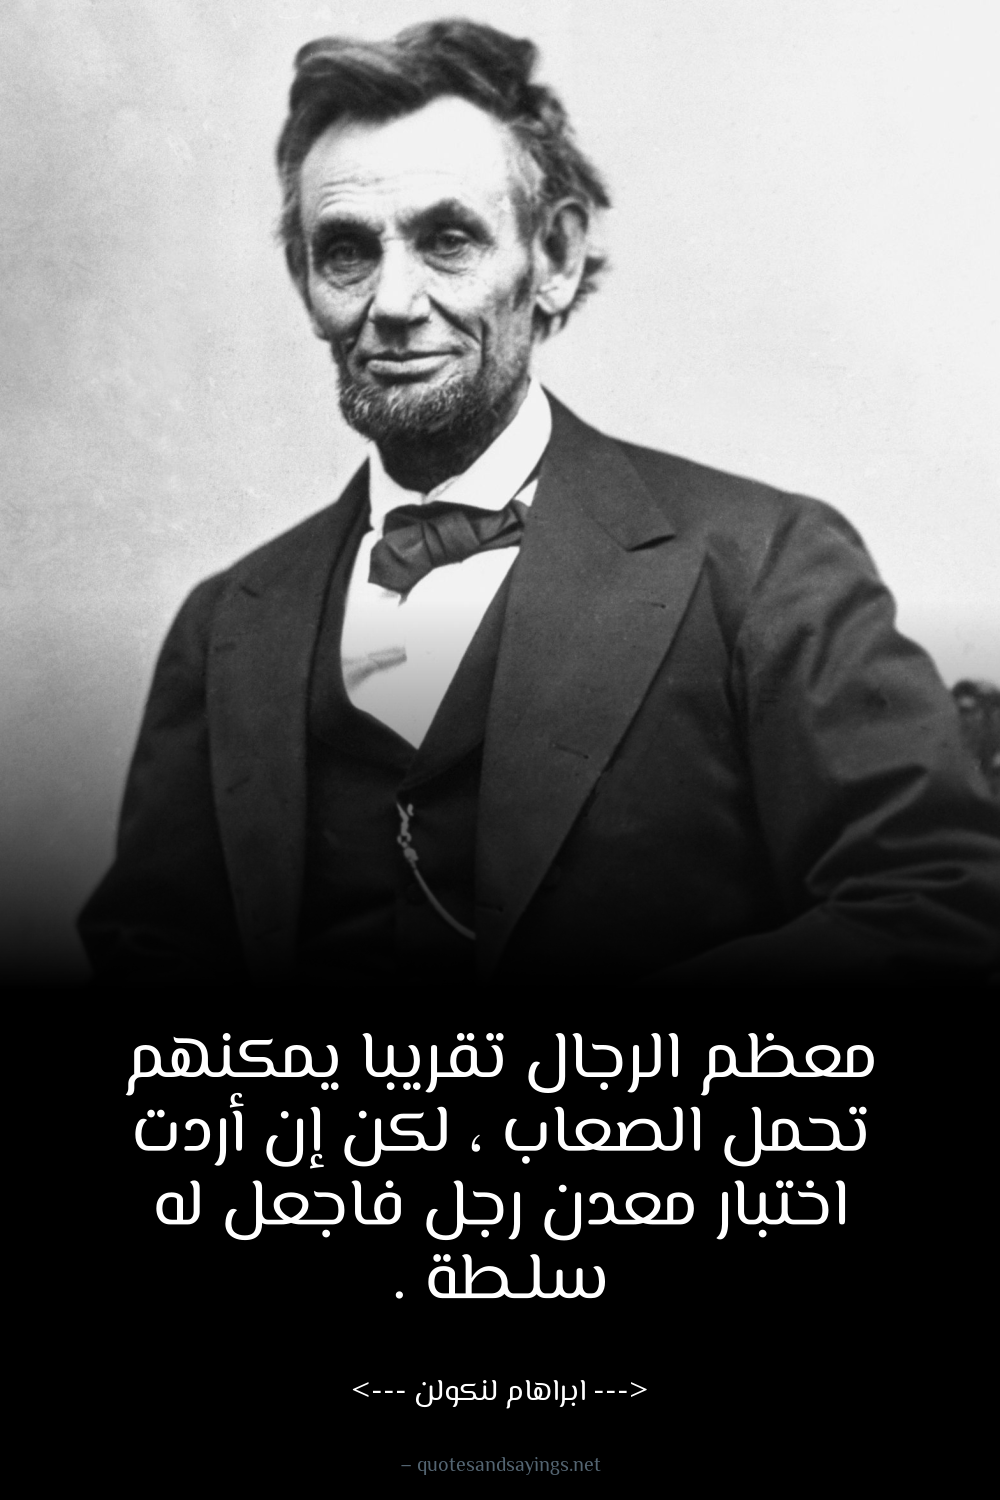 معظم الرجال تقريبا يمكنهم
تحمل الصعاب ، لكن إن أردت
اختبار معدن رجل فاجعل له
سلطة .
<--- ابراهام لنكولن --->
– quotesandsayings.net